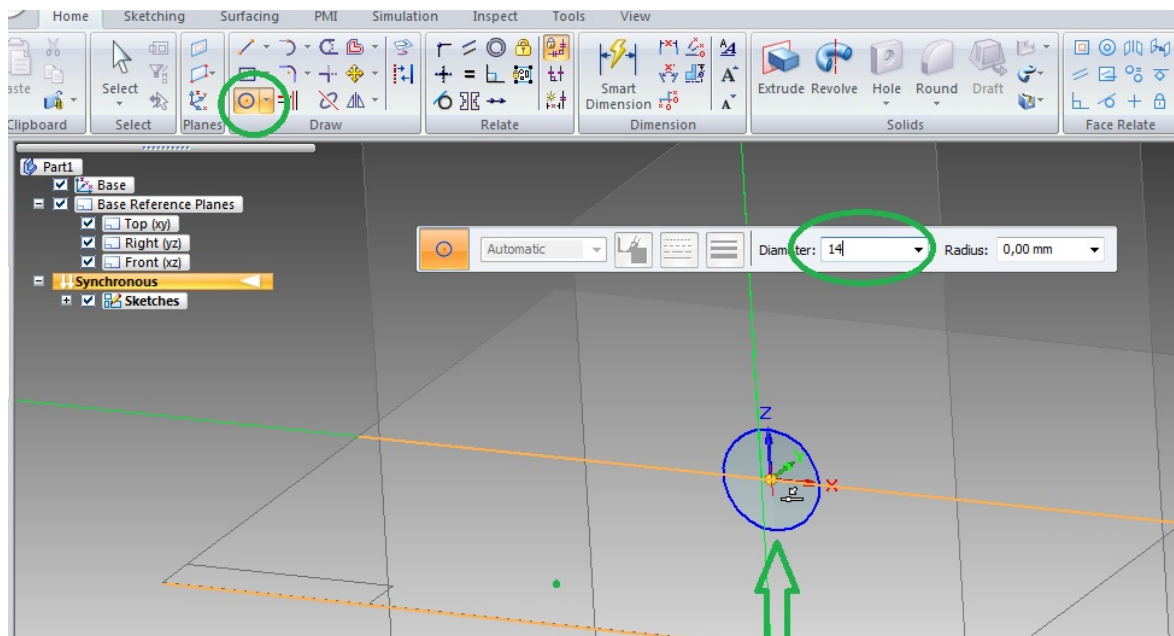 Home Sketching Surfacing PMI Simulation Inspect Tools View
Select
Smart
Dimension
Extrude Revolve Hole Round Draft
Clipboard Select Planes Draw Relate Dimension Solids Face Relate
Part1
Base
Base Reference Planes
Top (xy)
Right (yz)
Front (xz)
Synchronous
Sketches
Automatic Diameter: 14 Radius: 0,00 mm
Z
Y
X